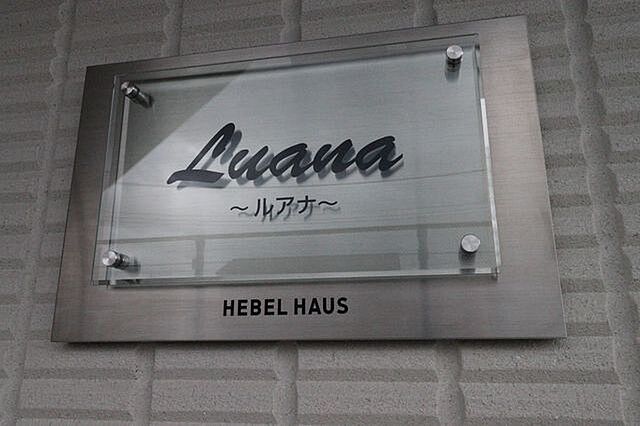 Luana
～ルアナ～
HEBEL HAUS